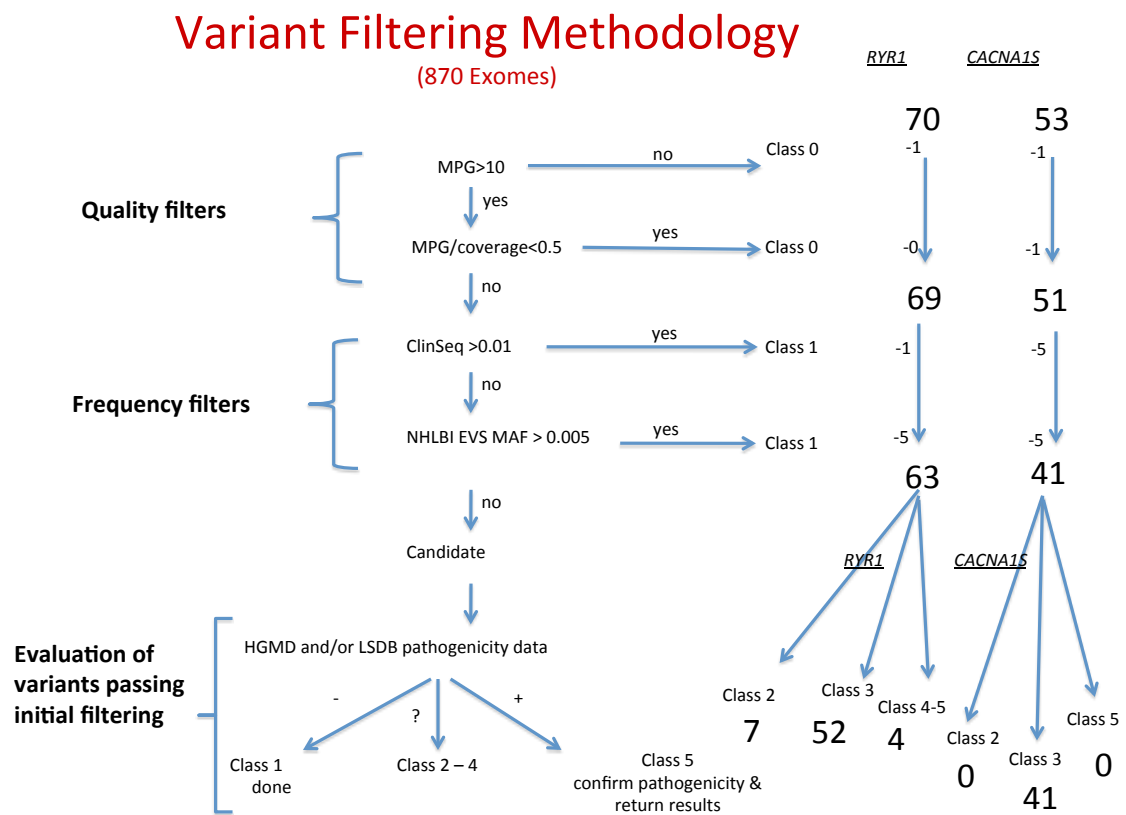 Variant Filtering Methodology
(870 Exomes)
RYR1
CACNA1S
70
53
Quality filters
MPG>10
no
Class 0
-1
-1
yes
MPG/coverage<0.5
yes
Class 0
-0
-1
no
69
51
Frequency filters
ClinSeq >0.01
yes
Class 1
-1
-5
no
NHLBI EVS MAF > 0.005
yes
Class 1
-5
-5
63
41
no
Candidate
RYR1
CACNA1S
Evaluation of
variants passing
initial filtering
HGMD and/or LSDB pathogenicity data
-
?
+
Class 1
done
Class 2 – 4
Class 5
confirm pathogenicity &
return results
Class 2
7
Class 3
52
Class 4-5
4
Class 2
0
Class 3
41
Class 5
0